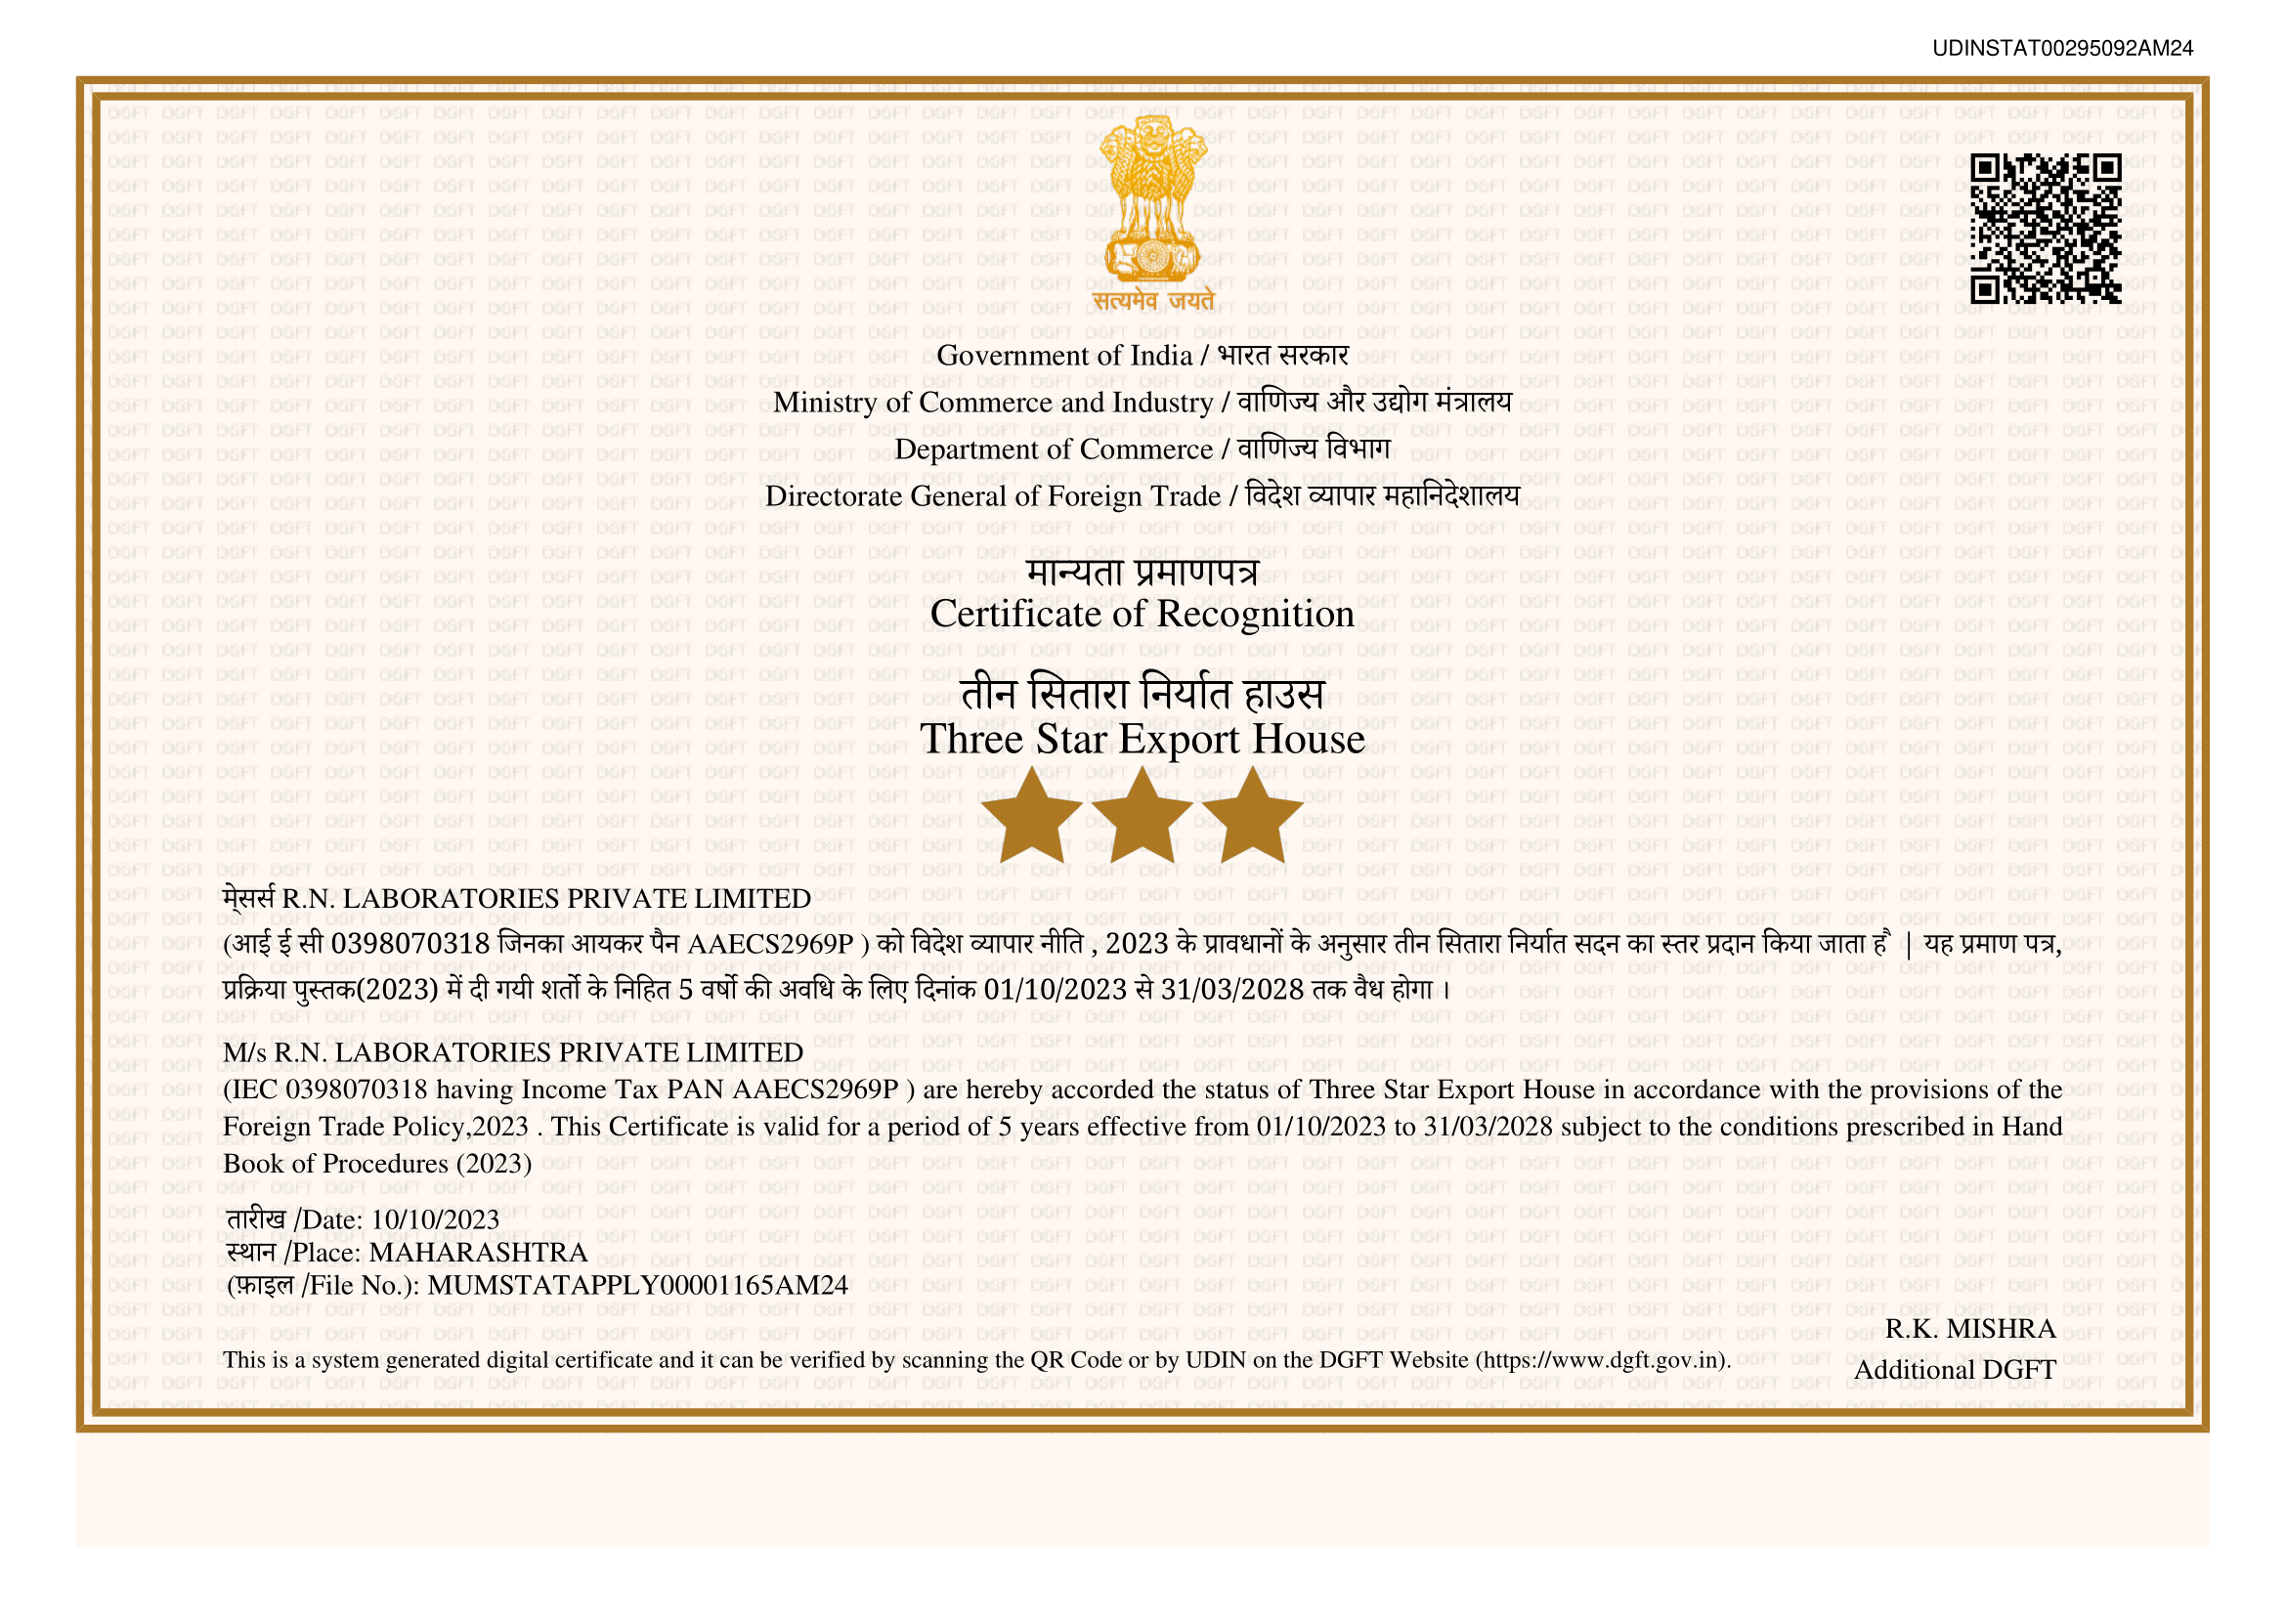 UDINSTAT00295092AM24
सत्यमेव जयते
Government of India / भारत सरकार
Ministry of Commerce and Industry / वाणिज्य और उद्योग मंत्रालय
Department of Commerce / वाणिज्य विभाग
Directorate General of Foreign Trade / विदेश व्यापार महानिदेशालय
मान्यता प्रमाणपत्र
Certificate of Recognition
तीन सितारा निर्यात हाउस
Three Star Export House
मे्सर्स R.N. LABORATORIES PRIVATE LIMITED
(आई ई सी 0398070318 जिनका आयकर पैन AAECS2969P ) को विदेश व्यापार नीति , 2023 के प्रावधानों के अनुसार तीन सितारा निर्यात सदन का स्तर प्रदान किया जाता है | यह प्रमाण पत्र,
प्रक्रिया पुस्तक(2023) में दी गयी शर्तो के निहित 5 वर्षो की अवधि के लिए दिनांक 01/10/2023 से 31/03/2028 तक वैध होगा ।
M/s R.N. LABORATORIES PRIVATE LIMITED
(IEC 0398070318 having Income Tax PAN AAECS2969P ) are hereby accorded the status of Three Star Export House in accordance with the provisions of the
Foreign Trade Policy,2023 . This Certificate is valid for a period of 5 years effective from 01/10/2023 to 31/03/2028 subject to the conditions prescribed in Hand
Book of Procedures (2023)
तारीख /Date: 10/10/2023
स्थान /Place: MAHARASHTRA
(फ़ाइल /File No.): MUMSTATAPPLY00001165AM24
R.K. MISHRA
This is a system generated digital certificate and it can be verified by scanning the QR Code or by UDIN on the DGFT Website (https://www.dgft.gov.in).
Additional DGFT